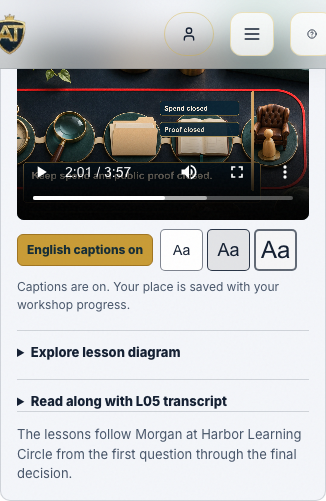 AT
Spend closed
Proof closed
Keep spend and public proof closed.
2:01 / 3:57
English captions on
Aa
Aa
Aa
Captions are on. Your place is saved with your
workshop progress.
Explore lesson diagram
Read along with L05 transcript
The lessons follow Morgan at Harbor Learning
Circle from the first question through the final
decision.